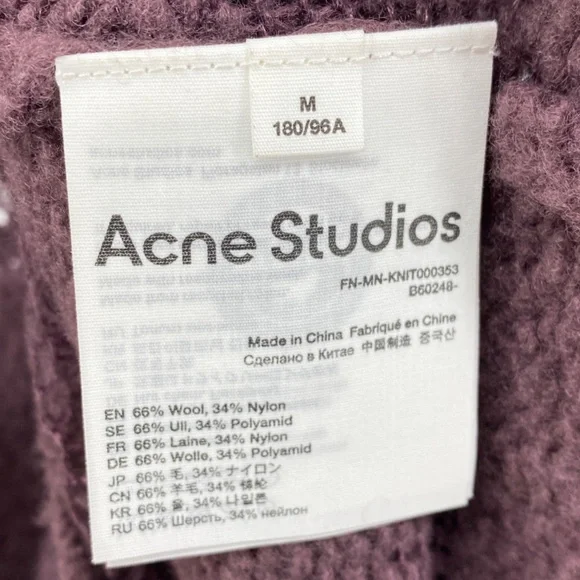 M
180/96A
Acne Studios
FN-MN-KNIT000353
B60248-
Made in China Fabriqué en Chine
Сделано в Китае 中国制造 중국산
EN 66% Wool, 34% Nylon
SE 66% Ull, 34% Polyamid
FR 66% Laine, 34% Nylon
DE 66% Wolle, 34% Polyamid
JP 66% 毛, 34% ナイロン
CN 66% 羊毛, 34% 锦纶
KR 66% 울, 34% 나일론
RU 66% Шерсть, 34% нейлон